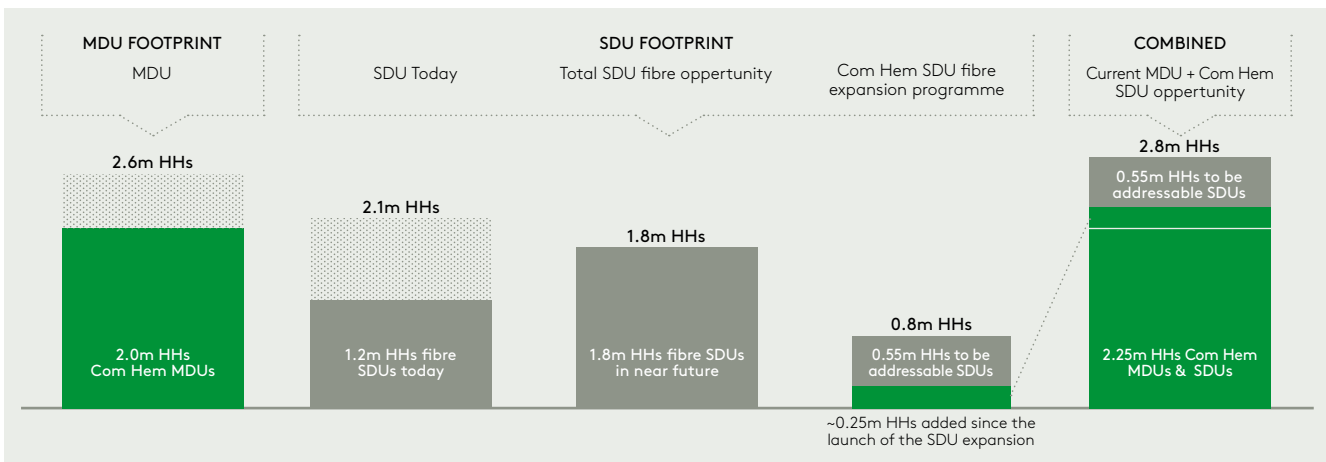 MDU FOOTPRINT
MDU
SDU FOOTPRINT
SDU Today
Total SDU fibre oppertunity
Com Hem SDU fibre
expansion programme
COMBINED
Current MDU + Com Hem
SDU oppertunity
2.6m HHs
2.0m HHs
Com Hem MDUs
2.1m HHs
1.2m HHs fibre
SDUs today
1.8m HHs
1.8m HHs fibre SDUs
in near future
0.8m HHs
0.55m HHs to be
addressable SDUs
~0.25m HHs added since the
launch of the SDU expansion
2.8m HHs
0.55m HHs to be
addressable SDUs
2.25m HHs Com Hem
MDUs & SDUs